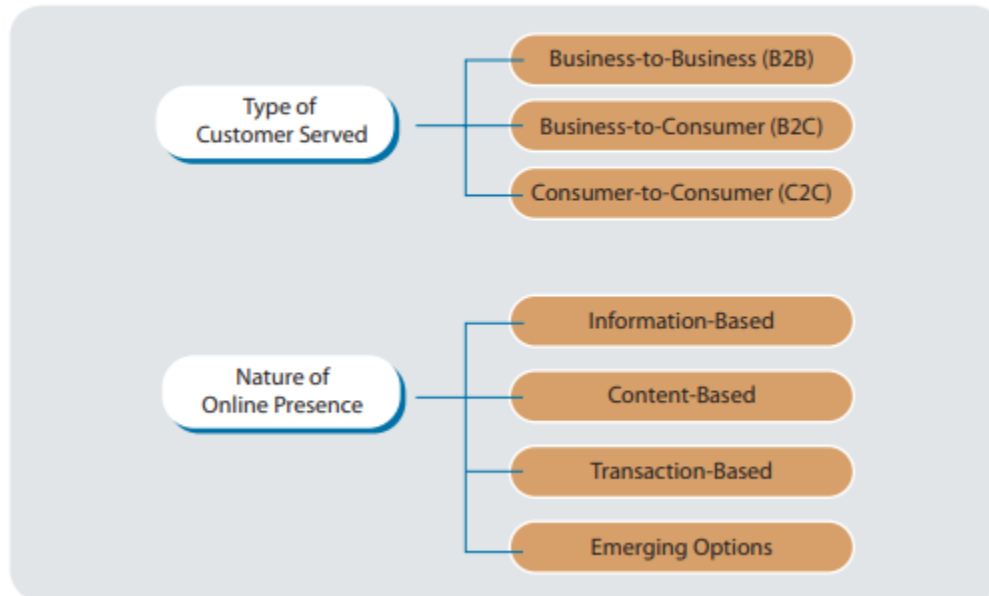 Type of
Customer Served
Business-to-Business (B2B)
Business-to-Consumer (B2C)
Consumer-to-Consumer (C2C)
Nature of
Online Presence
Information-Based
Content-Based
Transaction-Based
Emerging Options